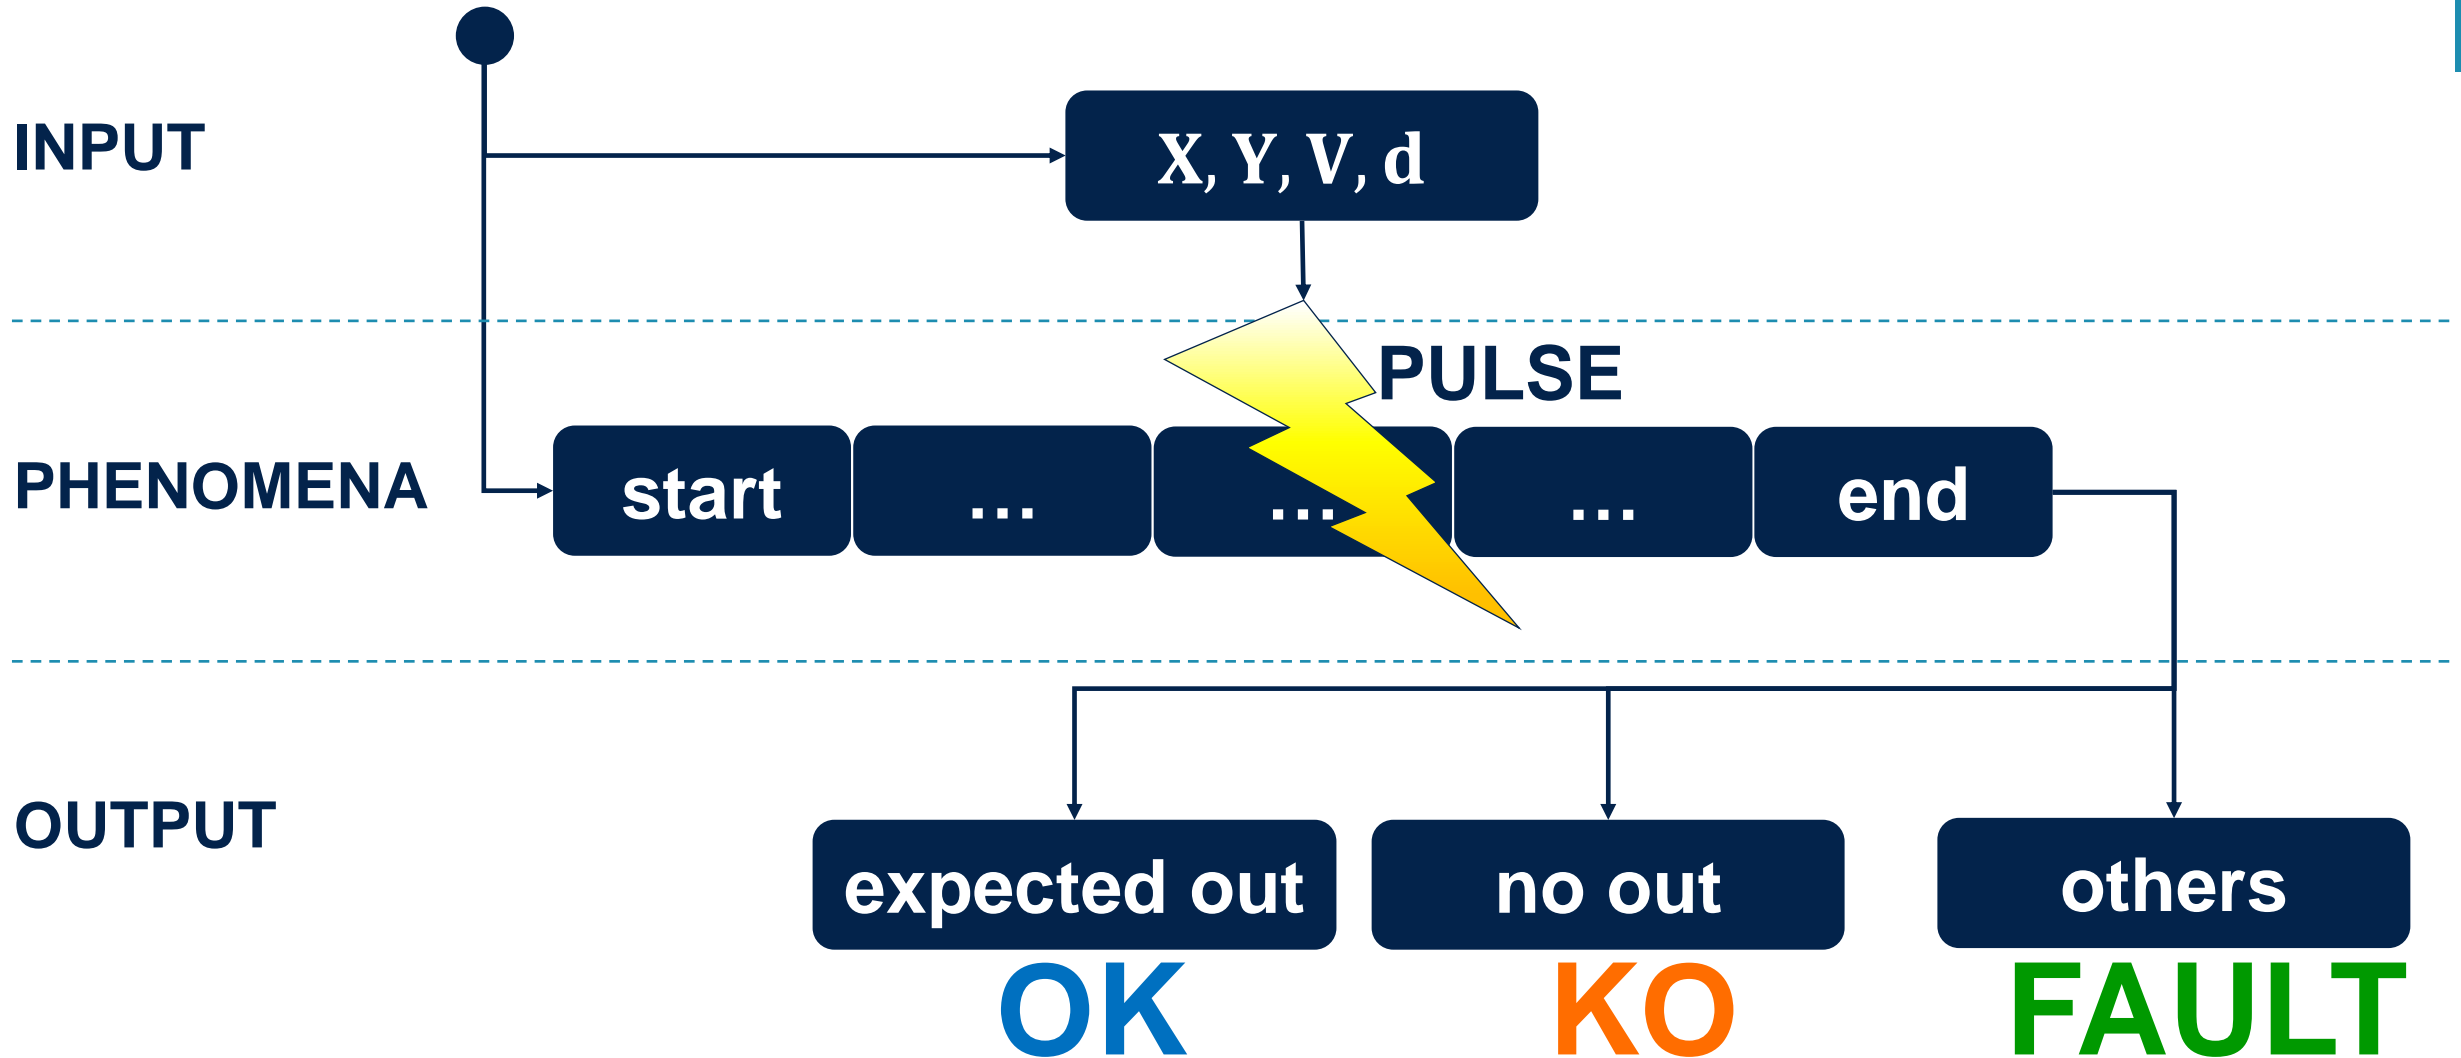 INPUT
X, Y, V, d
PULSE
PHENOMENA
start
...
...
...
end
OUTPUT
expected out
no out
others
OK
KO
FAULT